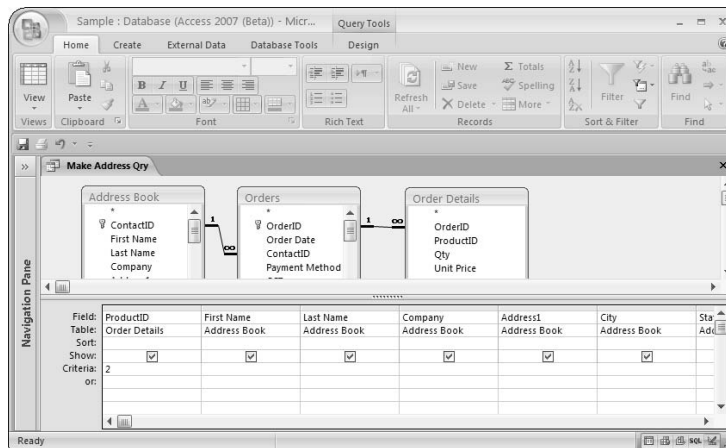 Sample : Database (Access 2007 (Beta)) - Micr... Query Tools
Home Create External Data Database Tools Design
View Paste B I U Refresh All New Save Delete Totals Spelling More Filter Find
Views Clipboard Font Rich Text Records Sort & Filter Find
Make Address Qry
Address Book Orders Order Details
* * *
ContactID OrderID OrderID
First Name Order Date ProductID
Last Name ContactID Qty
Company Payment Method Unit Price
1 ∞ 1 ∞
Navigation Pane
Field: ProductID First Name Last Name Company Address1 City
Table: Order Details Address Book Address Book Address Book Address Book Address Book
Sort:
Show:
Criteria: 2
or:
Ready SQL